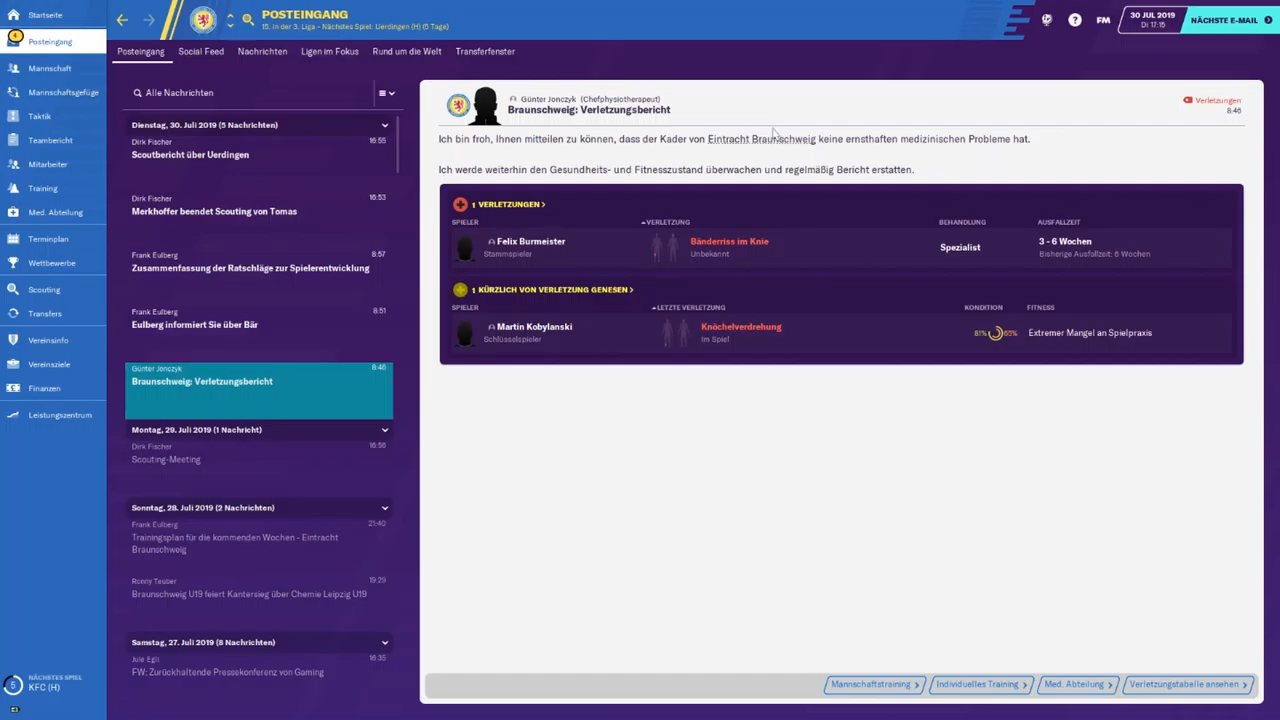 Startseite
4
Posteingang
Mannschaft
Mannschaftsgefüge
Taktik
Teambericht
Mitarbeiter
Training
Med. Abteilung
Terminplan
Wettbewerbe
Scouting
Transfers
Vereinsinfo
Vereinsziele
Finanzen
Leistungszentrum
5
NÄCHSTES SPIEL
KFC (H)
POSTEINGANG
15. in der 3. Liga - Nächstes Spiel: Uerdingen (H) (5 Tage)
FM
30 JUL 2019
Di 17:15
NÄCHSTE E-MAIL
Posteingang
Social Feed
Nachrichten
Ligen im Fokus
Rund um die Welt
Transferfenster
Alle Nachrichten
Dienstag, 30. Juli 2019 (5 Nachrichten)
Dirk Fischer 16:55
Scoutbericht über Uerdingen
Dirk Fischer 16:53
Merkhoffer beendet Scouting von Tomas
Frank Eulberg 8:57
Zusammenfassung der Ratschläge zur Spielerentwicklung
Frank Eulberg 8:51
Eulberg informiert Sie über Bär
Günter Jonczyk 8:46
Braunschweig: Verletzungsbericht
Montag, 29. Juli 2019 (1 Nachricht)
Dirk Fischer 16:56
Scouting-Meeting
Sonntag, 28. Juli 2019 (2 Nachrichten)
Frank Eulberg 21:40
Trainingsplan für die kommenden Wochen - Eintracht
Braunschweig
Ronny Teuber 19:29
Braunschweig U19 feiert Kantersieg über Chemie Leipzig U19
Samstag, 27. Juli 2019 (8 Nachrichten)
Jule Egli 16:35
FW: Zurückhaltende Pressekonferenz von Gaming
Günter Jonczyk (Chefphysiotherapeut)
Braunschweig: Verletzungsbericht
Verletzungen
8:46
Ich bin froh, Ihnen mitteilen zu können, dass der Kader von Eintracht Braunschweig keine ernsthaften medizinischen Probleme hat.
Ich werde weiterhin den Gesundheits- und Fitnesszustand überwachen und regelmäßig Bericht erstatten.
1 VERLETZUNGEN
SPIELER VERLETZUNG BEHANDLUNG AUSFALLZEIT
Felix Burmeister Bänderriss im Knie Spezialist 3 - 6 Wochen
Stammspieler Unbekannt Bisherige Ausfallzeit: 6 Wochen
1 KÜRZLICH VON VERLETZUNG GENESEN
SPIELER LETZTE VERLETZUNG KONDITION FITNESS
Martin Kobylanski Knöchelverdrehung 81% 65% Extremer Mangel an Spielpraxis
Schlüsselspieler Im Spiel
Mannschaftstraining
Individuelles Training
Med. Abteilung
Verletzungstabelle ansehen